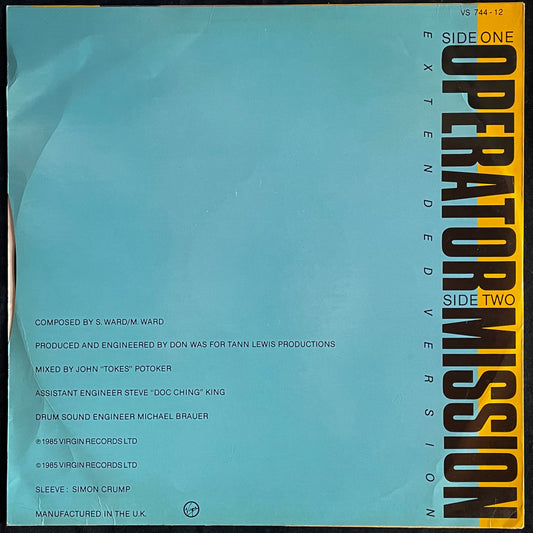 VS 744-12
SIDE ONE
OPERATOR
EXTENDED VERSION
SIDE TWO
MISSION
COMPOSED BY S. WARD/M. WARD
PRODUCED AND ENGINEERED BY DON WAS FOR TANN LEWIS PRODUCTIONS
MIXED BY JOHN "TOKES" POTOKER
ASSISTANT ENGINEER STEVE "DOC CHING" KING
DRUM SOUND ENGINEER MICHAEL BRAUER
℗ 1985 VIRGIN RECORDS LTD
© 1985 VIRGIN RECORDS LTD
SLEEVE: SIMON CRUMP
MANUFACTURED IN THE U.K.
Virgin